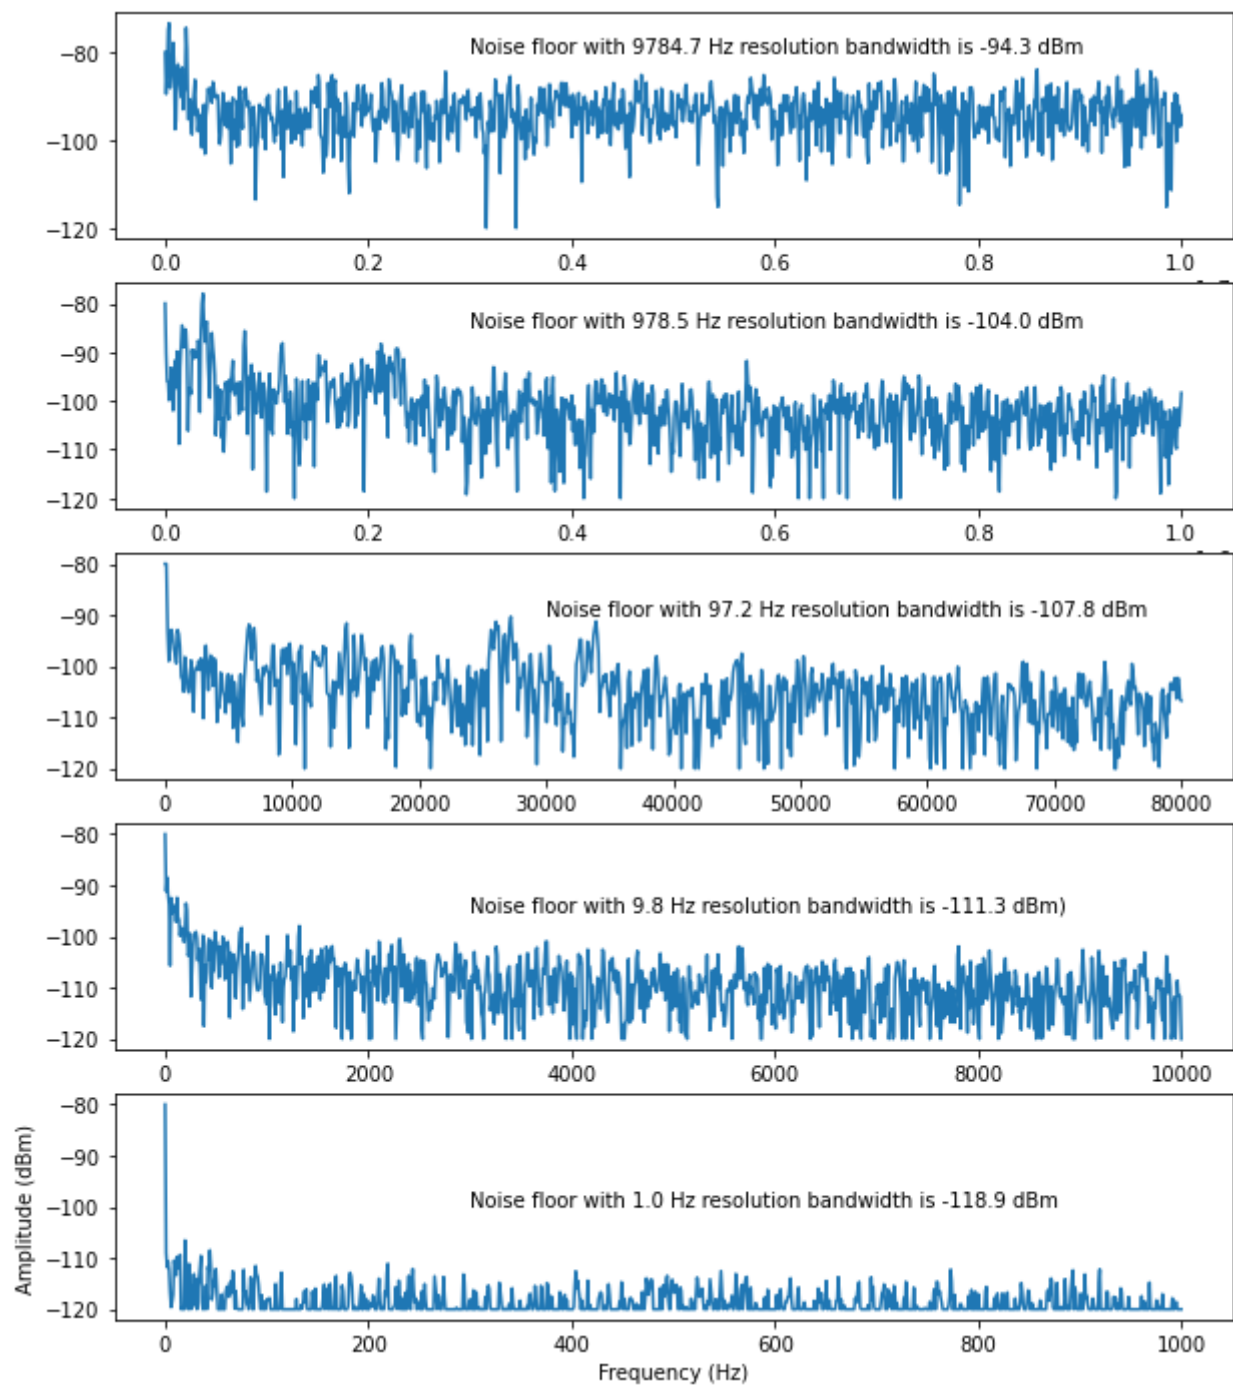 −80
Noise floor with 9784.7 Hz resolution bandwidth is -94.3 dBm
−100
−120
0.0 0.2 0.4 0.6 0.8 1.0
−80
Noise floor with 978.5 Hz resolution bandwidth is -104.0 dBm
−90
−100
−110
−120
0.0 0.2 0.4 0.6 0.8 1.0
−80
−90
Noise floor with 97.2 Hz resolution bandwidth is -107.8 dBm
−100
−110
−120
0 10000 20000 30000 40000 50000 60000 70000 80000
−80
−90
Noise floor with 9.8 Hz resolution bandwidth is -111.3 dBm)
−100
−110
−120
0 2000 4000 6000 8000 10000
−80
−90
Noise floor with 1.0 Hz resolution bandwidth is -118.9 dBm
−100
−110
−120
Amplitude (dBm)
0 200 400 600 800 1000
Frequency (Hz)